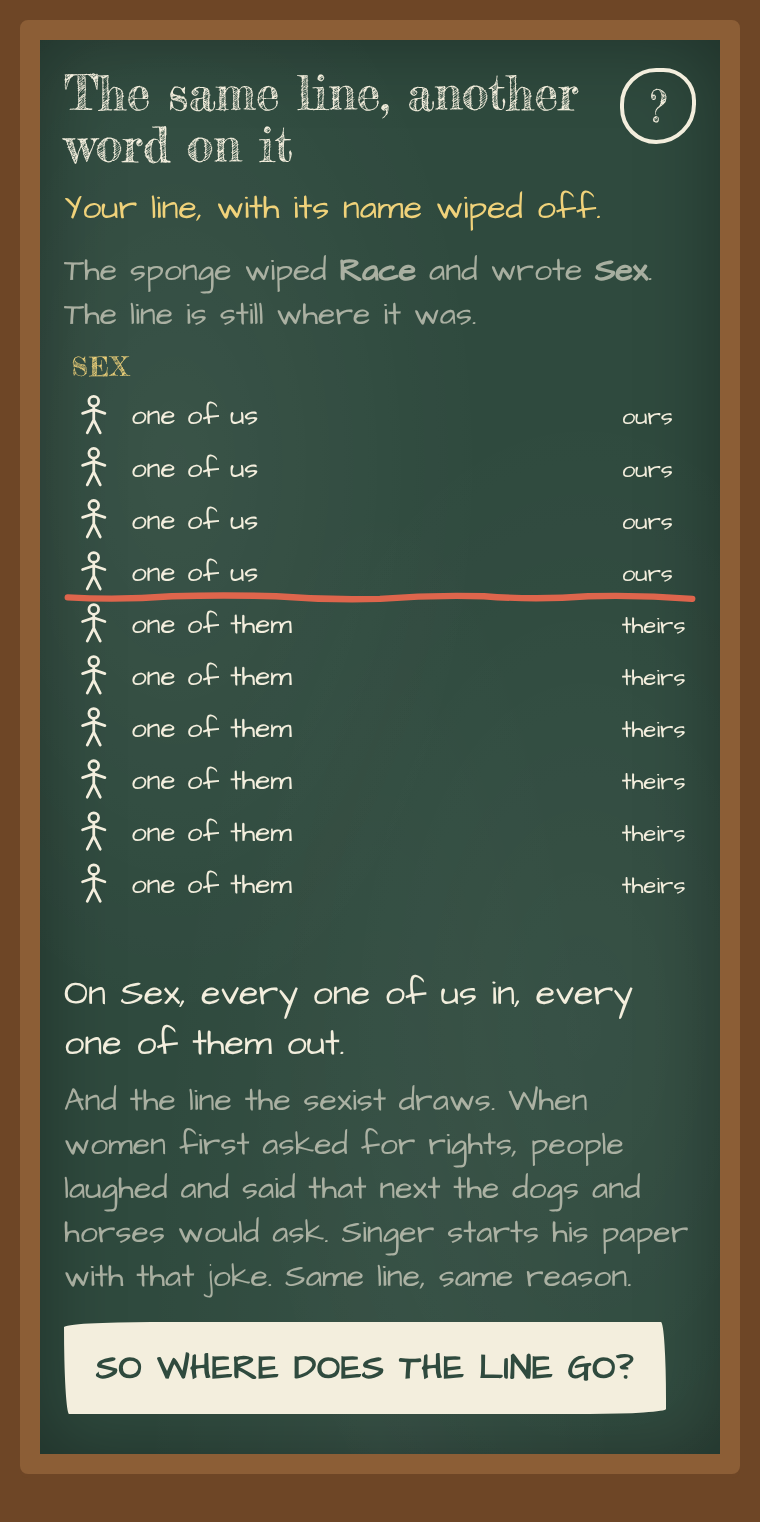 The same line, another
word on it
?
Your line, with its name wiped off.
The sponge wiped Race and wrote Sex.
The line is still where it was.
SEX
one of us ours
one of us ours
one of us ours
one of us ours
one of them theirs
one of them theirs
one of them theirs
one of them theirs
one of them theirs
one of them theirs
On Sex, every one of us in, every
one of them out.
And the line the sexist draws. When
women first asked for rights, people
laughed and said that next the dogs and
horses would ask. Singer starts his paper
with that joke. Same line, same reason.
SO WHERE DOES THE LINE GO?